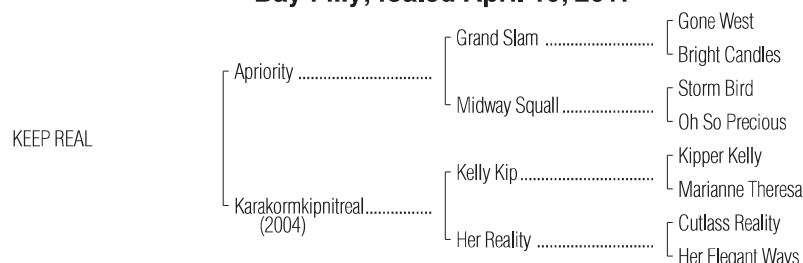 Bay Filly; foaled April 2017
Gone West
Grand Slam ........................
Bright Candles
Apriority .............................
Storm Bird
Midway Squall ....................
Oh So Precious
KEEP REAL
Kipper Kelly
Kelly Kip .............................
Marianne Theresa
Karakormkipnitreal..............
(2004)
Cutlass Reality
Her Reality .........................
Her Elegant Ways